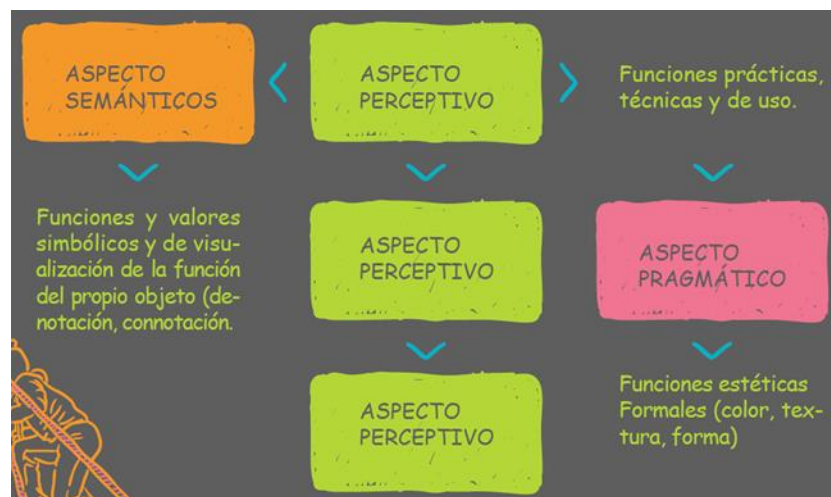 ASPECTO
SEMÁNTICOS
ASPECTO
PERCEPTIVO
Funciones prácticas,
técnicas y de uso.
Funciones y valores
simbólicos y de visu-
alización de la función
del propio objeto (de-
notación, connotación.
ASPECTO
PERCEPTIVO
ASPECTO
PRAGMÁTICO
ASPECTO
PERCEPTIVO
Funciones estéticas
Formales (color, tex-
tura, forma)